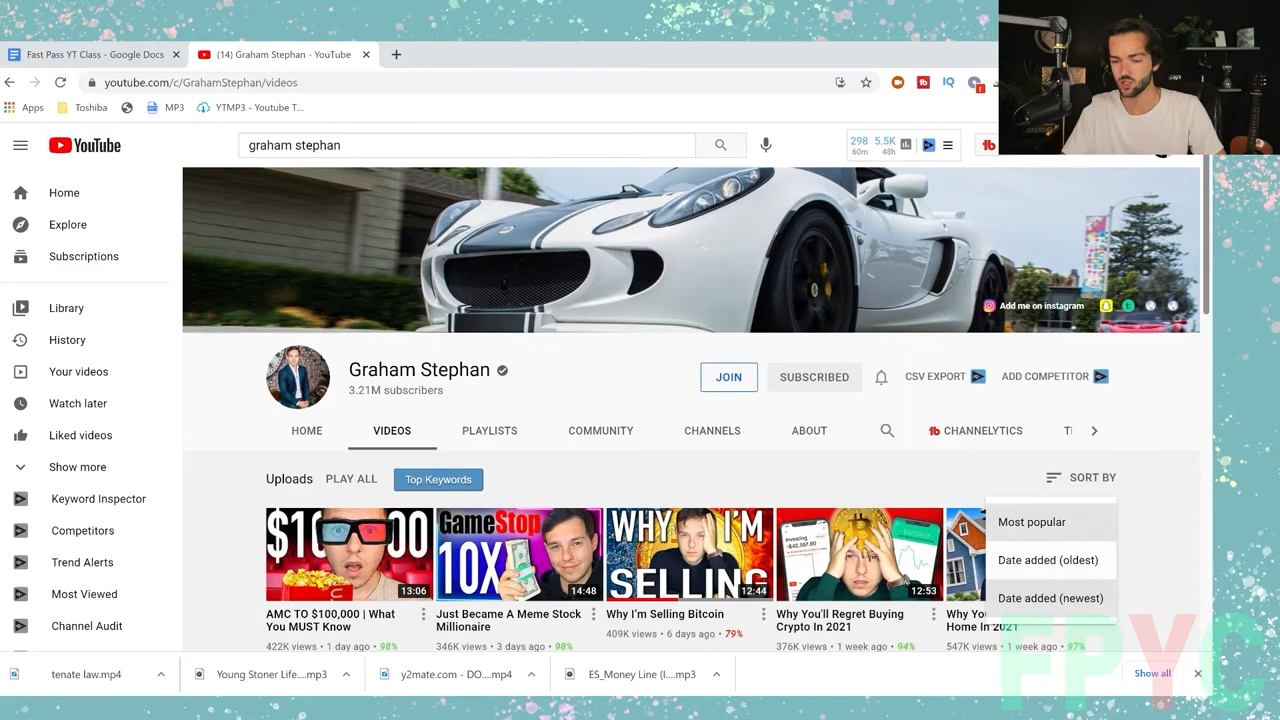 Fast Pass YT Class - Google Docs
(14) Graham Stephan - YouTube
youtube.com/c/GrahamStephan/videos
Apps
Toshiba
MP3
YTMP3 - Youtube T...
IQ
YouTube
graham stephan
298 5.5K
60m 48h
tb
Home
Explore
Subscriptions
Library
History
Your videos
Watch later
Liked videos
Show more
Keyword Inspector
Competitors
Trend Alerts
Most Viewed
Channel Audit
Add me on instagram
Graham Stephan
3.21M subscribers
JOIN
SUBSCRIBED
CSV EXPORT
ADD COMPETITOR
HOME
VIDEOS
PLAYLISTS
COMMUNITY
CHANNELS
ABOUT
tb CHANNELYTICS
Uploads
PLAY ALL
Top Keywords
SORT BY
Most popular
Date added (oldest)
Date added (newest)
13:06
AMC TO $100,000 | What
You MUST Know
422K views • 1 day ago • 98%
GameStop
10X
14:48
Just Became A Meme Stock
Millionaire
346K views • 3 days ago • 98%
WHY I'M
SELLING
12:44
Why I'm Selling Bitcoin
409K views • 6 days ago • 79%
Investing
-$42,557.80
12:53
Why You'll Regret Buying
Crypto In 2021
376K views • 1 week ago • 94%
Home In 2021
547K views • 1 week ago • 97%
FPYC
tenate law.mp4
Young Stoner Life....mp3
y2mate.com - DO....mp4
ES_Money Line (I....mp3
Show all